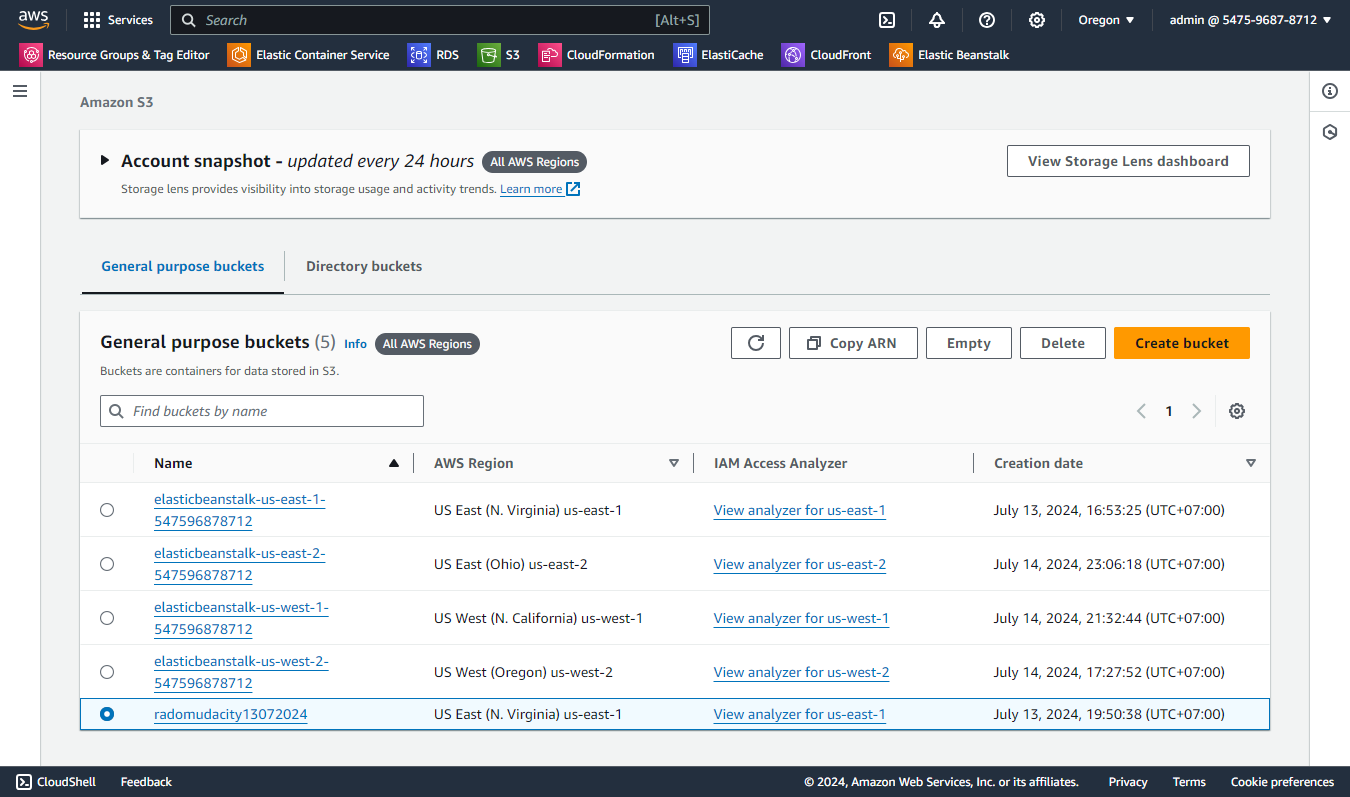 aws Services Search [Alt+S] Oregon ▼ admin @ 5475-9687-8712 ▼
Resource Groups & Tag Editor Elastic Container Service RDS S3 CloudFormation ElastiCache CloudFront Elastic Beanstalk
Amazon S3
Account snapshot - updated every 24 hours All AWS Regions View Storage Lens dashboard
Storage lens provides visibility into storage usage and activity trends. Learn more
General purpose buckets Directory buckets
General purpose buckets (5) Info All AWS Regions Copy ARN Empty Delete Create bucket
Buckets are containers for data stored in S3.
Find buckets by name 1
Name AWS Region IAM Access Analyzer Creation date
elasticbeanstalk-us-east-1-
547596878712 US East (N. Virginia) us-east-1 View analyzer for us-east-1 July 13, 2024, 16:53:25 (UTC+07:00)
elasticbeanstalk-us-east-2-
547596878712 US East (Ohio) us-east-2 View analyzer for us-east-2 July 14, 2024, 23:06:18 (UTC+07:00)
elasticbeanstalk-us-west-1-
547596878712 US West (N. California) us-west-1 View analyzer for us-west-1 July 14, 2024, 21:32:44 (UTC+07:00)
elasticbeanstalk-us-west-2-
547596878712 US West (Oregon) us-west-2 View analyzer for us-west-2 July 14, 2024, 17:27:52 (UTC+07:00)
radomudacity13072024 US East (N. Virginia) us-east-1 View analyzer for us-east-1 July 13, 2024, 19:50:38 (UTC+07:00)
CloudShell Feedback © 2024, Amazon Web Services, Inc. or its affiliates. Privacy Terms Cookie preferences